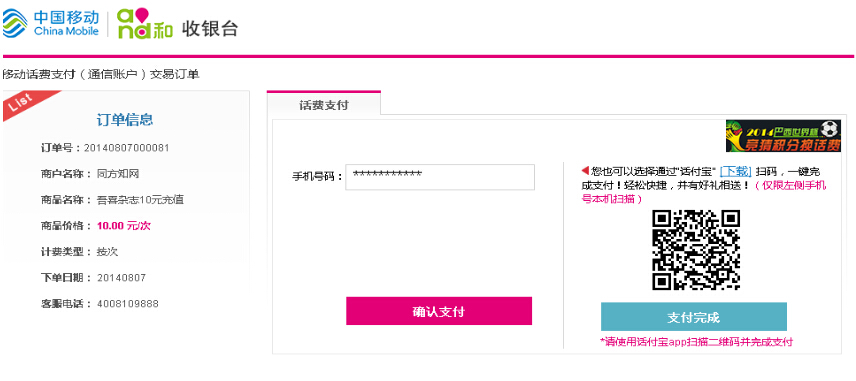 中国移动
China Mobile
and和 收银台
移动话费支付（通信账户）交易订单
List
订单信息
订单号：20140807000081
商户名称： 同方知网
商品名称： 吾喜杂志10元充值
商品价格： 10.00 元/次
计费类型： 按次
下单日期： 20140807
客服电话： 4008109888
话费支付
2014巴西世界杯
竞猜积分换话费
手机号码： ***********
确认支付
您也可以选择通过"话付宝" [下载] 扫码，一键完
成支付！轻松快捷，并有好礼相送！（仅限左侧手机
号本机扫描）
支付完成
*请使用话付宝app扫描二维码并完成支付